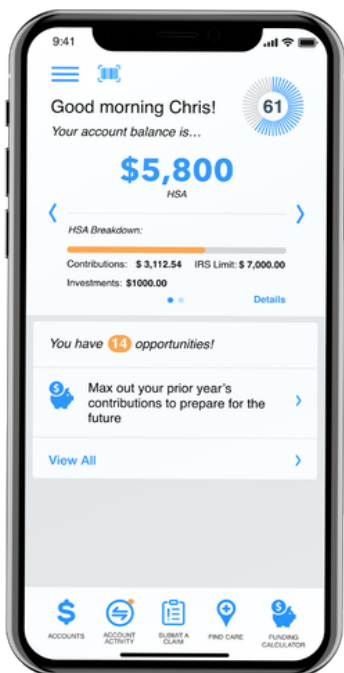 9:41
Good morning Chris!
61
Your account balance is...
$5,800
HSA
HSA Breakdown:
Contributions: $ 3,112.54 IRS Limit: $ 7,000.00
Investments: $1000.00
Details
You have 14 opportunities!
Max out your prior year's
contributions to prepare for the
future
View All
ACCOUNTS
ACCOUNT
ACTIVITY
SUBMIT A
CLAIM
FIND CARE
FUNDING
CALCULATOR